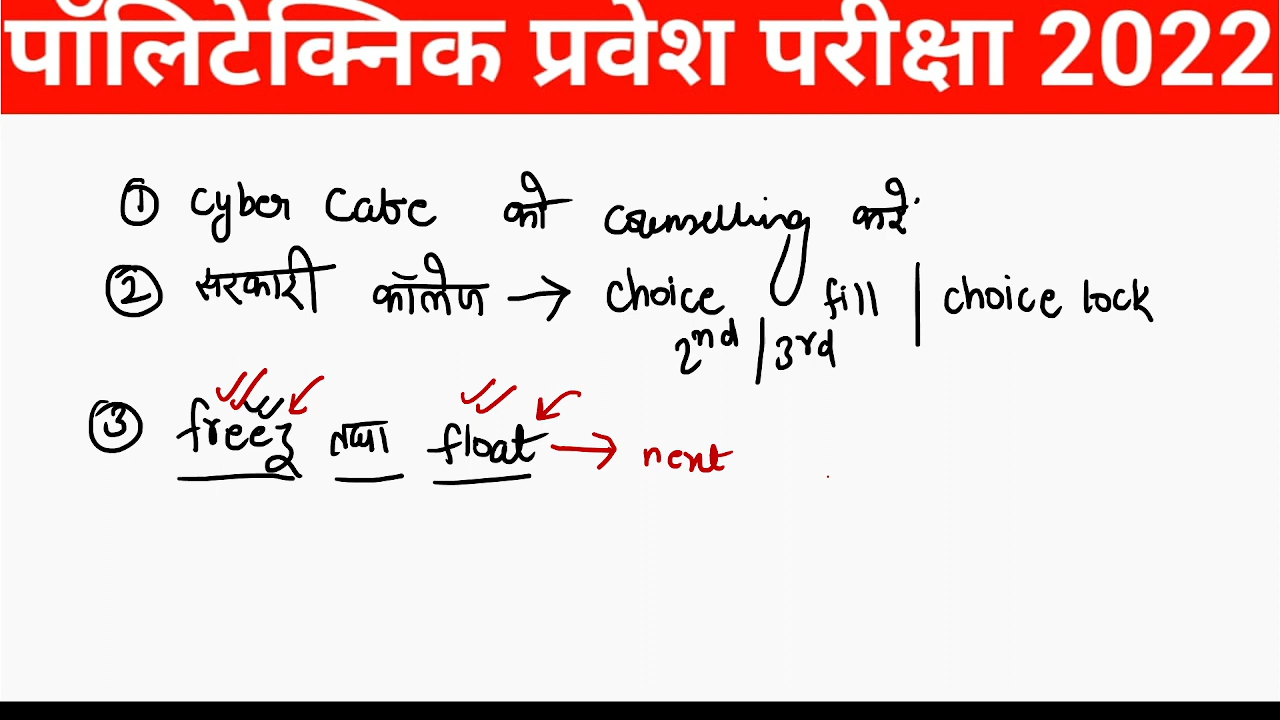 पॉलिटेक्निक प्रवेश परीक्षा 2022
① Cyber Cafe को counselling करें
② सरकारी कॉलेज → choice fill | choice lock
2nd | 3rd
③ freez तथा float → next